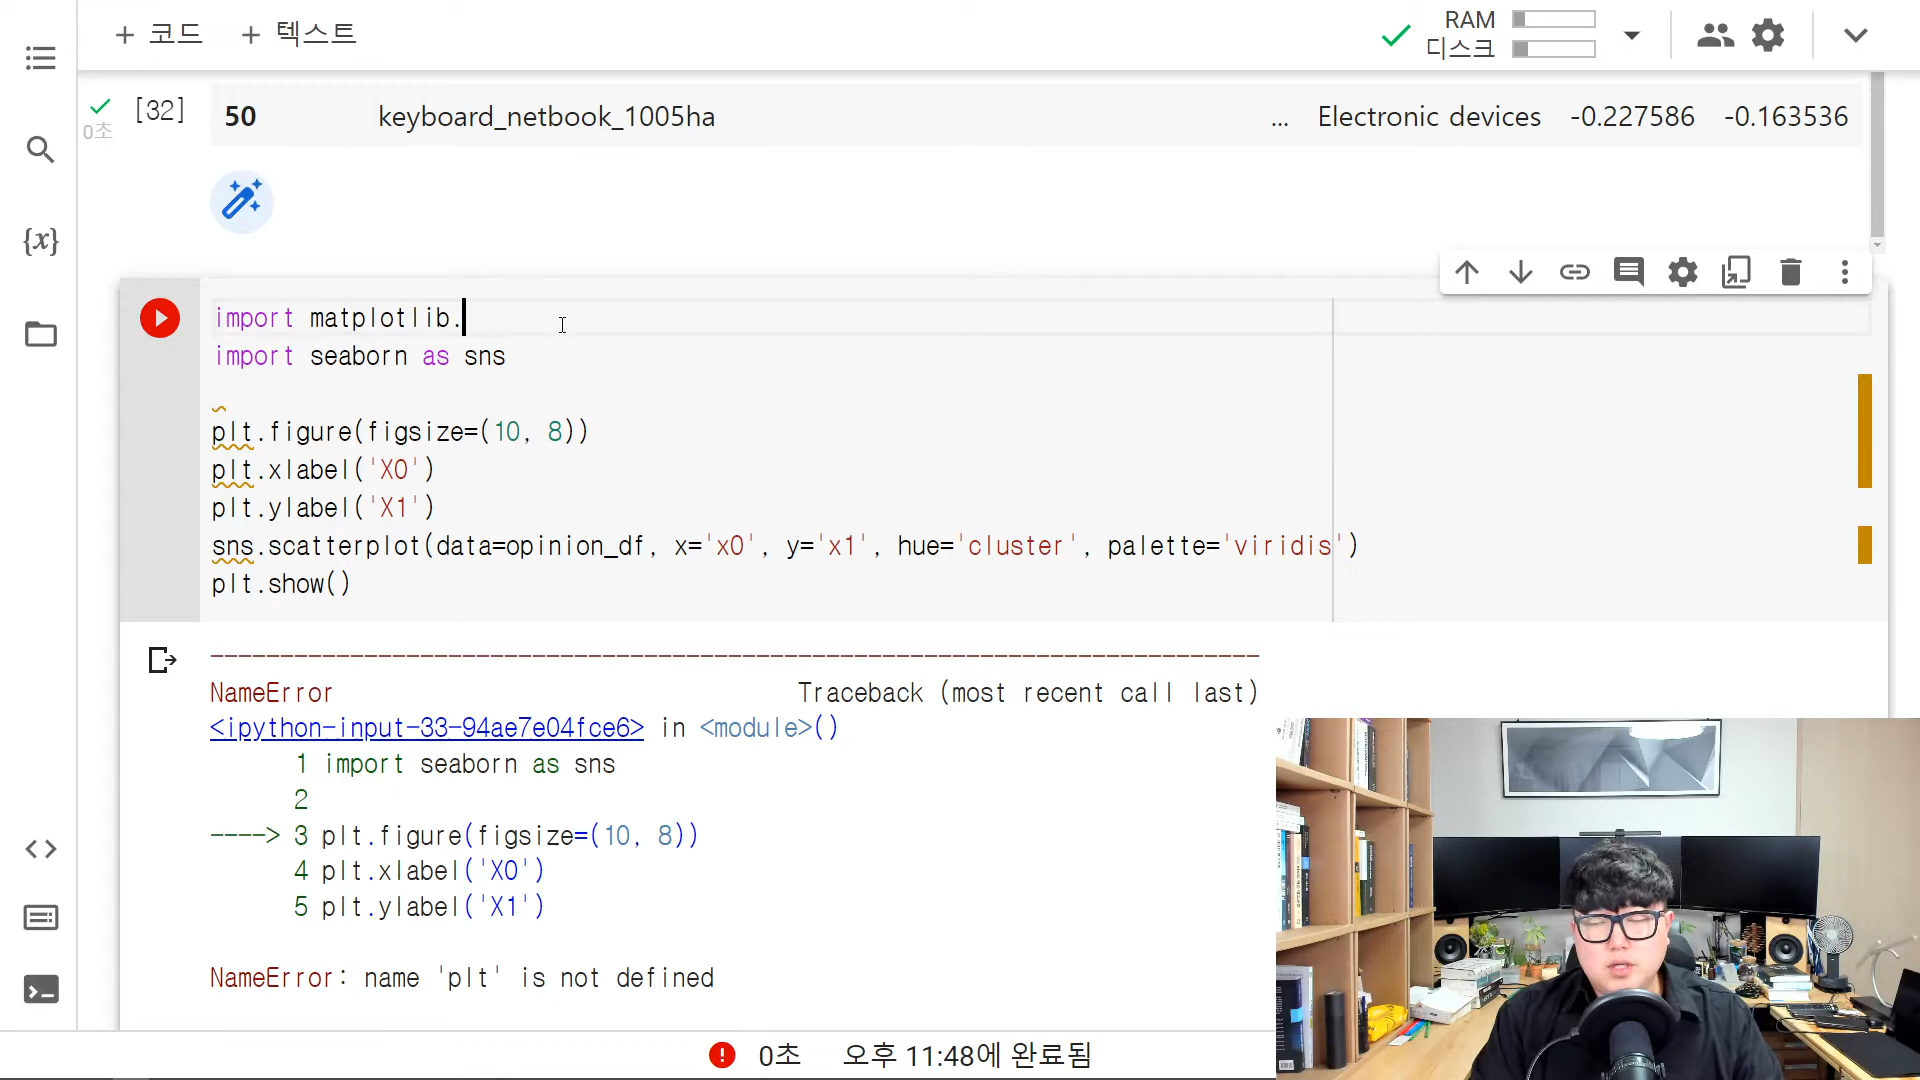 + 코드 + 텍스트
RAM
디스크
0초
[32] 50 keyboard_netbook_1005ha ... Electronic devices -0.227586 -0.163536
{x}
import matplotlib.
import seaborn as sns
plt.figure(figsize=(10, 8))
plt.xlabel('X0')
plt.ylabel('X1')
sns.scatterplot(data=opinion_df, x='x0', y='x1', hue='cluster', palette='viridis')
plt.show()
---------------------------------------------------------------------------
NameError Traceback (most recent call last)
<ipython-input-33-94ae7e04fce6> in <module>()
1 import seaborn as sns
2
----> 3 plt.figure(figsize=(10, 8))
4 plt.xlabel('X0')
5 plt.ylabel('X1')
NameError: name 'plt' is not defined
0초 오후 11:48에 완료됨